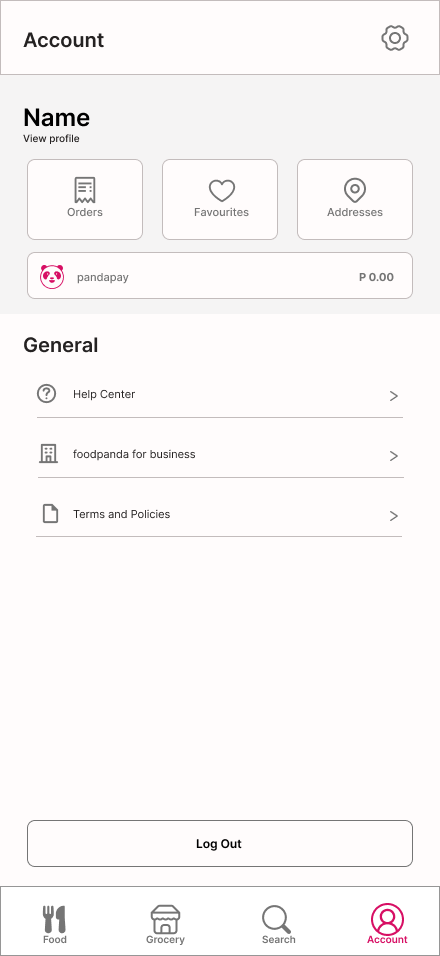 Account
Name
View profile
Orders
Favourites
Addresses
pandapay
P 0.00
General
Help Center
foodpanda for business
Terms and Policies
Log Out
Food
Grocery
Search
Account